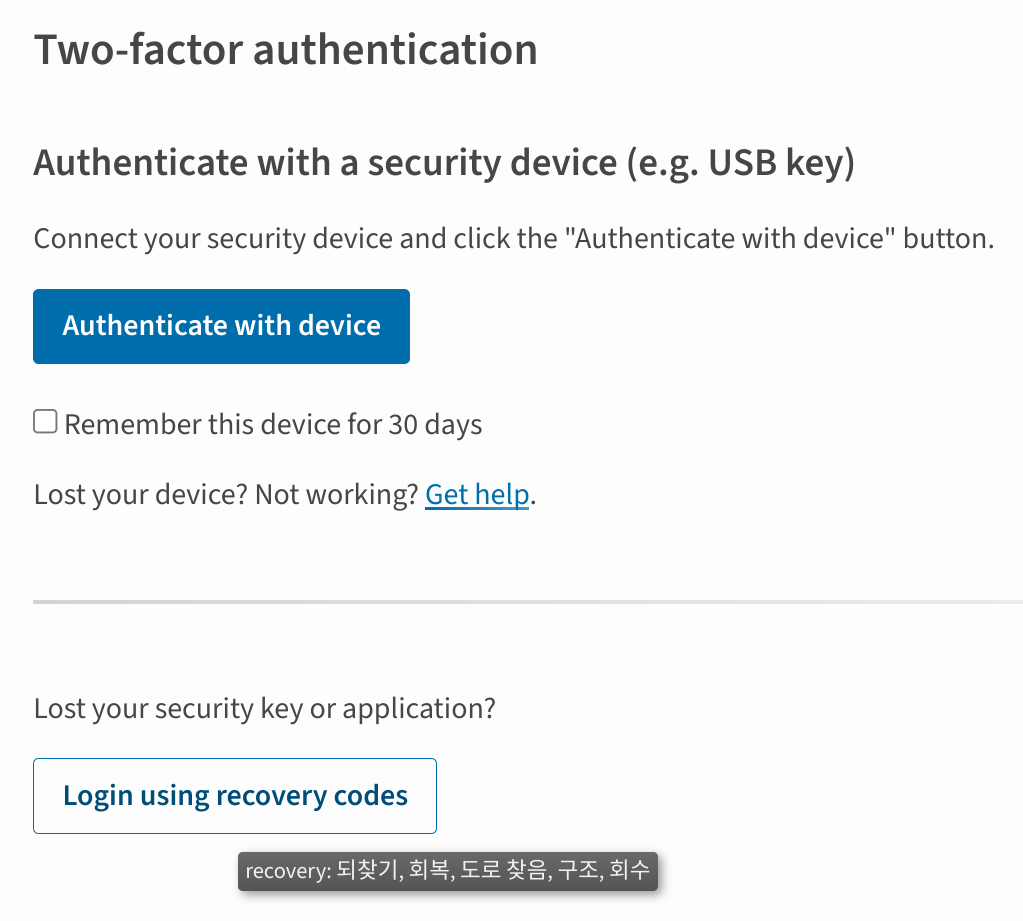 Two-factor authentication
Authenticate with a security device (e.g. USB key)
Connect your security device and click the "Authenticate with device" button.
Authenticate with device
Remember this device for 30 days
Lost your device? Not working? Get help.
Lost your security key or application?
Login using recovery codes
recovery: 되찾기, 회복, 도로 찾음, 구조, 회수